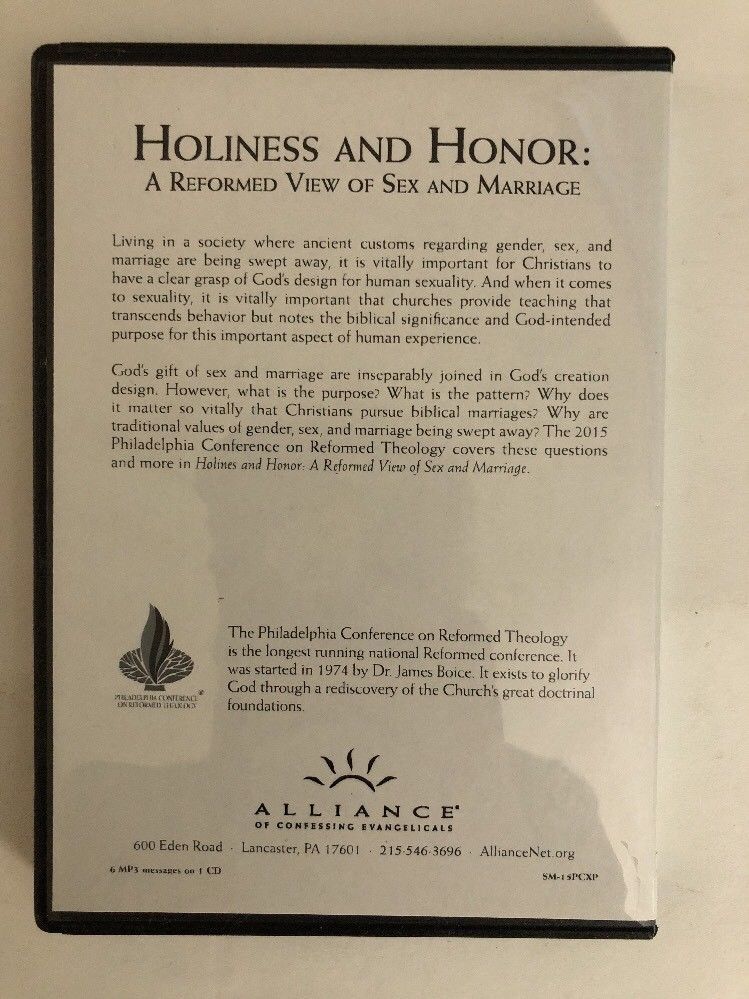 HOLINESS AND HONOR:
A REFORMED VIEW OF SEX AND MARRIAGE
Living in a society where ancient customs regarding gender, sex, and
marriage are being swept away, it is vitally important for Christians to
have a clear grasp of God's design for human sexuality. And when it comes
to sexuality, it is vitally important that churches provide teaching that
transcends behavior but notes the biblical significance and God-intended
purpose for this important aspect of human experience.
God's gift of sex and marriage are inseparably joined in God's creation
design. However, what is the purpose? What is the pattern? Why does
it matter so vitally that Christians pursue biblical marriages? Why are
traditional values of gender, sex, and marriage being swept away? The 2015
Philadelphia Conference on Reformed Theology covers these questions
and more in Holines and Honor: A Reformed View of Sex and Marriage.
The Philadelphia Conference on Reformed Theology
is the longest running national Reformed conference. It
was started in 1974 by Dr. James Boice. It exists to glorify
God through a rediscovery of the Church's great doctrinal
foundations.
PHILADELPHIA CONFERENCE®
ON REFORMED THEOLOGY
ALLIANCE®
OF CONFESSING EVANGELICALS
600 Eden Road · Lancaster, PA 17601 · 215-546-3696 · AllianceNet.org
6 MP3 messages on 1 CD
SM-15PCXP